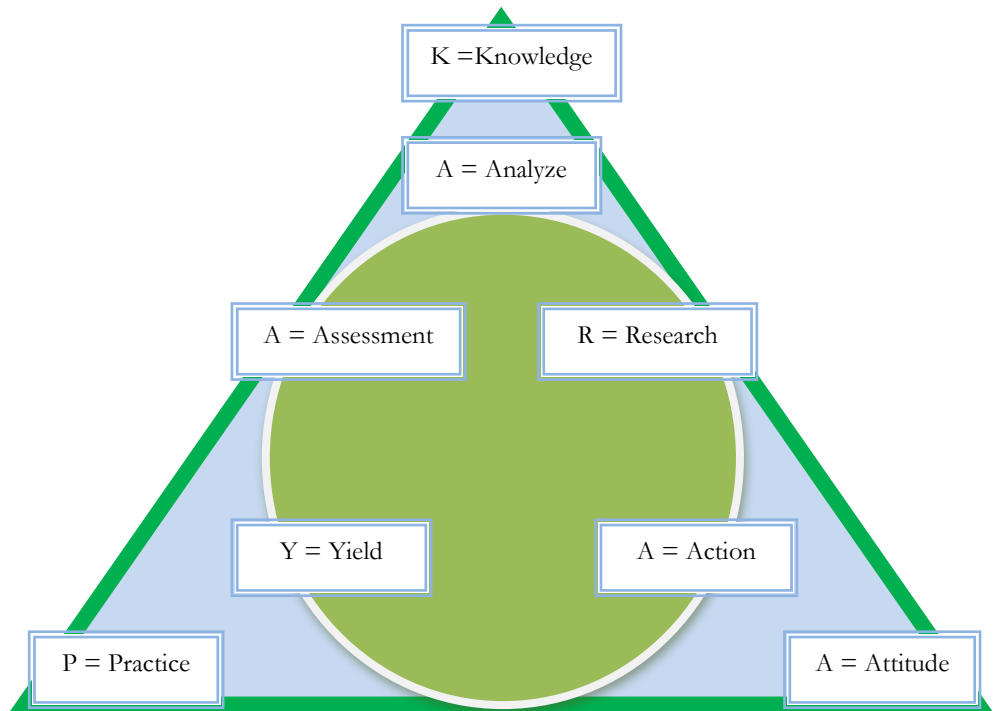 K =Knowledge
A = Analyze
A = Assessment
R = Research
Y = Yield
A = Action
P = Practice
A = Attitude